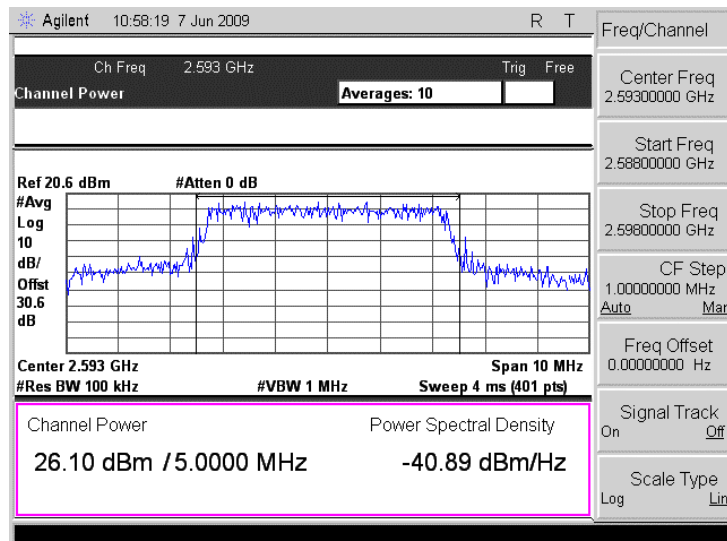 Agilent 10:58:19 7 Jun 2009 R T
Ch Freq 2.593 GHz Trig Free
Channel Power Averages: 10
Ref 20.6 dBm #Atten 0 dB
#Avg
Log
10
dB/
Offst
30.6
dB
Center 2.593 GHz Span 10 MHz
#Res BW 100 kHz #VBW 1 MHz Sweep 4 ms (401 pts)
Channel Power Power Spectral Density
26.10 dBm / 5.0000 MHz -40.89 dBm/Hz
Freq/Channel
Center Freq
2.59300000 GHz
Start Freq
2.58800000 GHz
Stop Freq
2.59800000 GHz
CF Step
1.00000000 MHz
Auto Man
Freq Offset
0.00000000 Hz
Signal Track
On Off
Scale Type
Log Lin